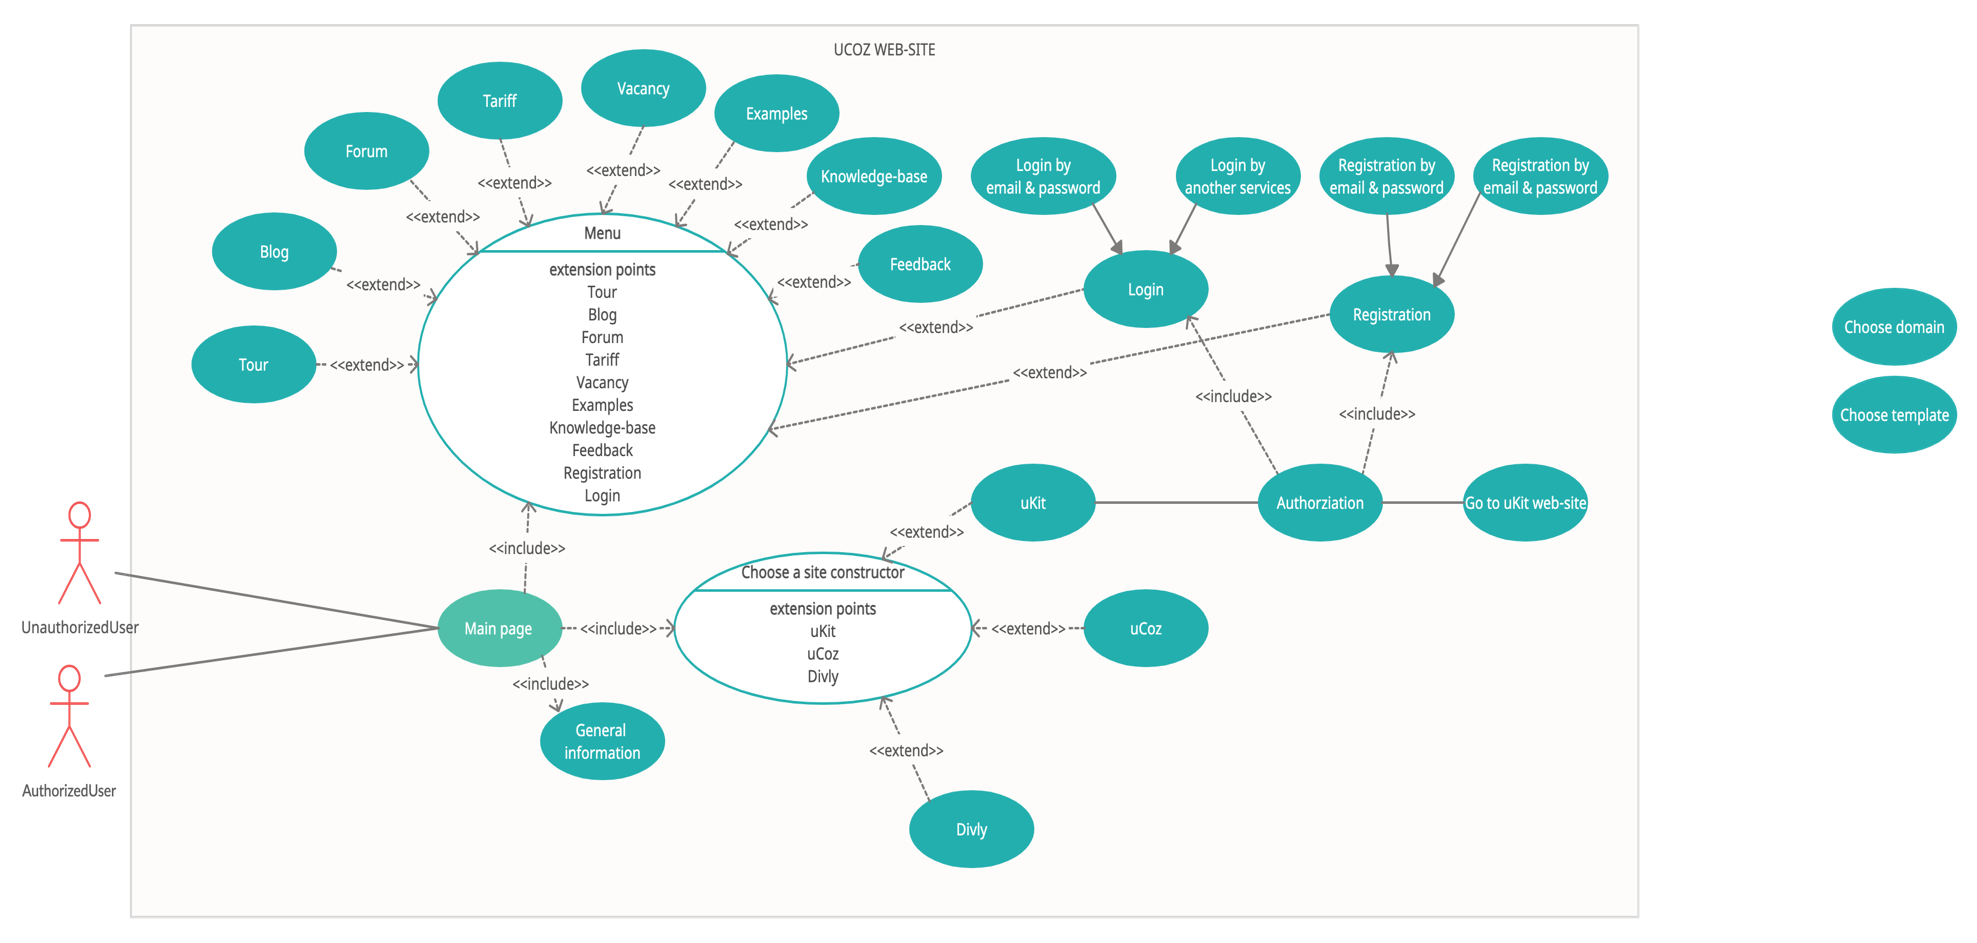 UCOZ WEB-SITE
Vacancy
Tariff
Examples
Forum
Knowledge-base
Login by
email & password
Login by
another services
Registration by
email & password
Registration by
email & password
<<extend>>
<<extend>>
<<extend>>
<<extend>>
<<extend>>
Menu
Blog
Feedback
<<extend>>
<<extend>>
Login
Registration
extension points
Tour
Blog
Forum
Tariff
Vacancy
Examples
Knowledge-base
Feedback
Registration
Login
<<extend>>
Choose domain
Tour
<<extend>>
<<extend>>
<<include>>
<<include>>
Choose template
uKit
Authorziation
Go to uKit web-site
<<extend>>
<<include>>
Choose a site constructor
extension points
uKit
uCoz
Divly
UnauthorizedUser
Main page
<<include>>
<<extend>>
uCoz
<<include>>
General
information
<<extend>>
AuthorizedUser
Divly